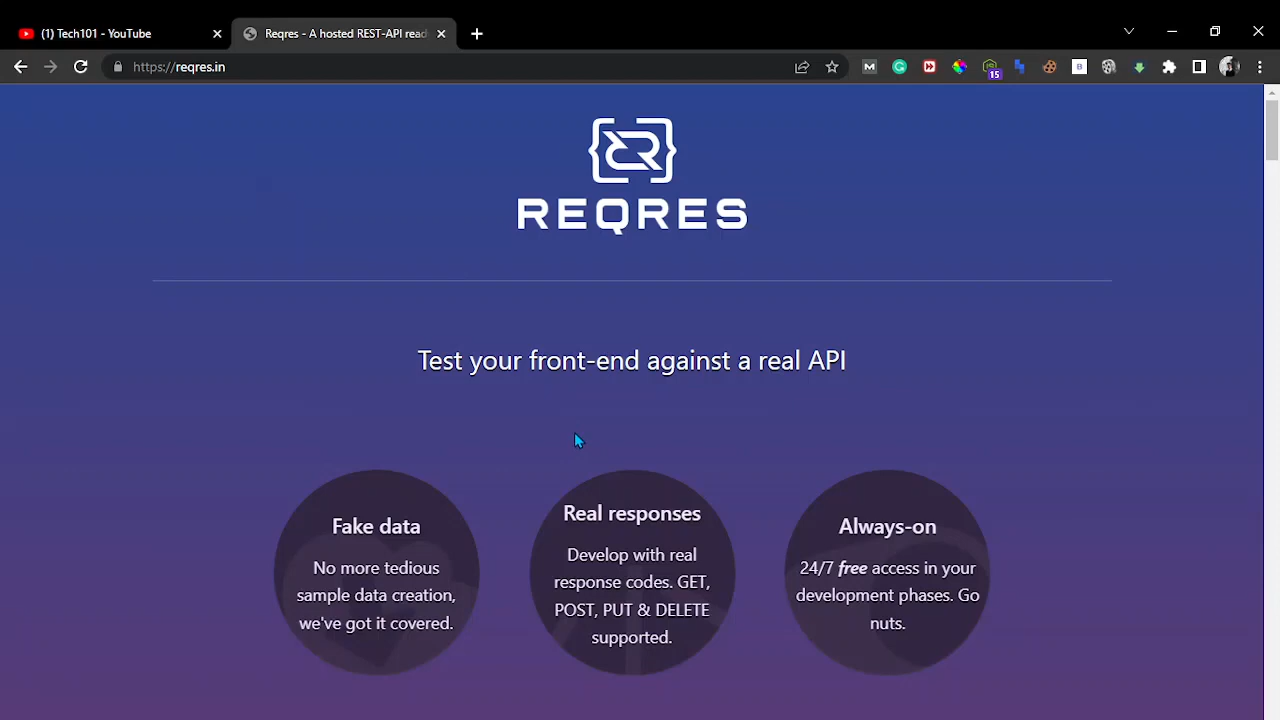 (1) Tech101 - YouTube
Reqres - A hosted REST-API read
https://reqres.in
15
REQRES
Test your front-end against a real API
Fake data
No more tedious
sample data creation,
we've got it covered.
Real responses
Develop with real
response codes. GET,
POST, PUT & DELETE
supported.
Always-on
24/7 free access in your
development phases. Go
nuts.